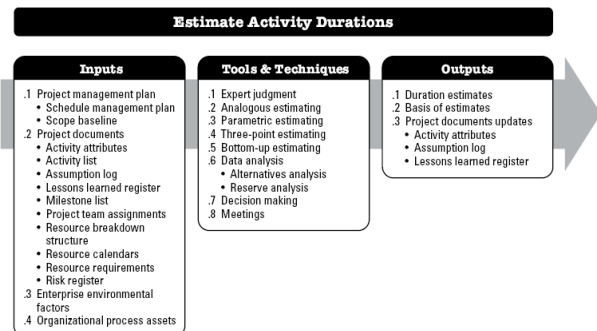 Estimate Activity Durations
Inputs
.1 Project management plan
• Schedule management plan
• Scope baseline
.2 Project documents
• Activity attributes
• Activity list
• Assumption log
• Lessons learned register
• Milestone list
• Project team assignments
• Resource breakdown
structure
• Resource calendars
• Resource requirements
• Risk register
.3 Enterprise environmental
factors
.4 Organizational process assets
Tools & Techniques
.1 Expert judgment
.2 Analogous estimating
.3 Parametric estimating
.4 Three-point estimating
.5 Bottom-up estimating
.6 Data analysis
• Alternatives analysis
• Reserve analysis
.7 Decision making
.8 Meetings
Outputs
.1 Duration estimates
.2 Basis of estimates
.3 Project documents updates
• Activity attributes
• Assumption log
• Lessons learned register